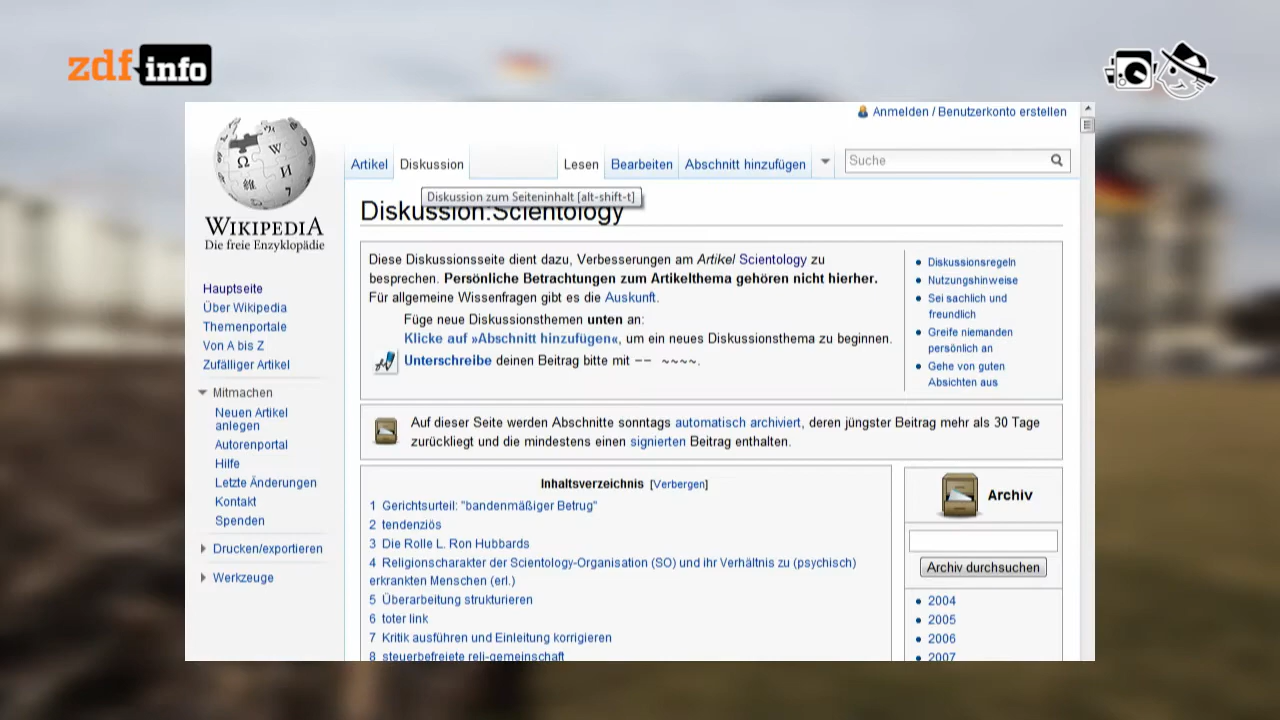 zdf info
Anmelden / Benutzerkonto erstellen
Artikel Diskussion Lesen Bearbeiten Abschnitt hinzufügen Suche
Diskussion zum Seiteninhalt [alt-shift-t]
Diskussion:Scientology
WIKIPEDIA
Die freie Enzyklopädie
Hauptseite
Über Wikipedia
Themenportale
Von A bis Z
Zufälliger Artikel
Mitmachen
Neuen Artikel
anlegen
Autorenportal
Hilfe
Letzte Änderungen
Kontakt
Spenden
Drucken/exportieren
Werkzeuge
Diese Diskussionsseite dient dazu, Verbesserungen am Artikel Scientology zu
besprechen. Persönliche Betrachtungen zum Artikelthema gehören nicht hierher.
Für allgemeine Wissenfragen gibt es die Auskunft.
Füge neue Diskussionsthemen unten an:
Klicke auf »Abschnitt hinzufügen«, um ein neues Diskussionsthema zu beginnen.
Unterschreibe deinen Beitrag bitte mit -- ~~~~.
Diskussionsregeln
Nutzungshinweise
Sei sachlich und
freundlich
Greife niemanden
persönlich an
Gehe von guten
Absichten aus
Auf dieser Seite werden Abschnitte sonntags automatisch archiviert, deren jüngster Beitrag mehr als 30 Tage
zurückliegt und die mindestens einen signierten Beitrag enthalten.
Inhaltsverzeichnis [Verbergen]
1 Gerichtsurteil: "bandenmäßiger Betrug"
2 tendenziös
3 Die Rolle L. Ron Hubbards
4 Religionscharakter der Scientology-Organisation (SO) und ihr Verhältnis zu (psychisch)
erkrankten Menschen (erl.)
5 Überarbeitung strukturieren
6 toter link
7 Kritik ausführen und Einleitung korrigieren
8 steuerbefreiete reli-gemeinschaft
Archiv
Archiv durchsuchen
2004
2005
2006
2007